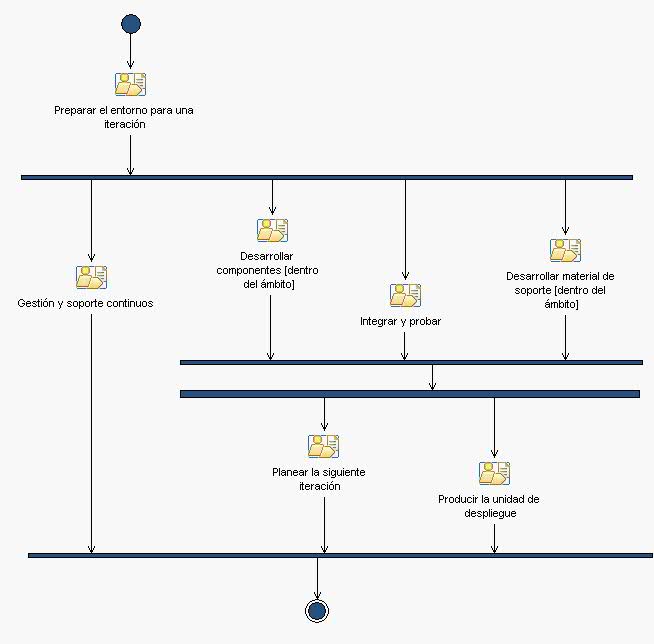 Preparar el entorno para una
iteración
Desarrollar
componentes [dentro
del ámbito]
Desarrollar material de
soporte [dentro del
ámbito]
Gestión y soporte continuos
Integrar y probar
Planear la siguiente
iteración
Producir la unidad de
despliegue